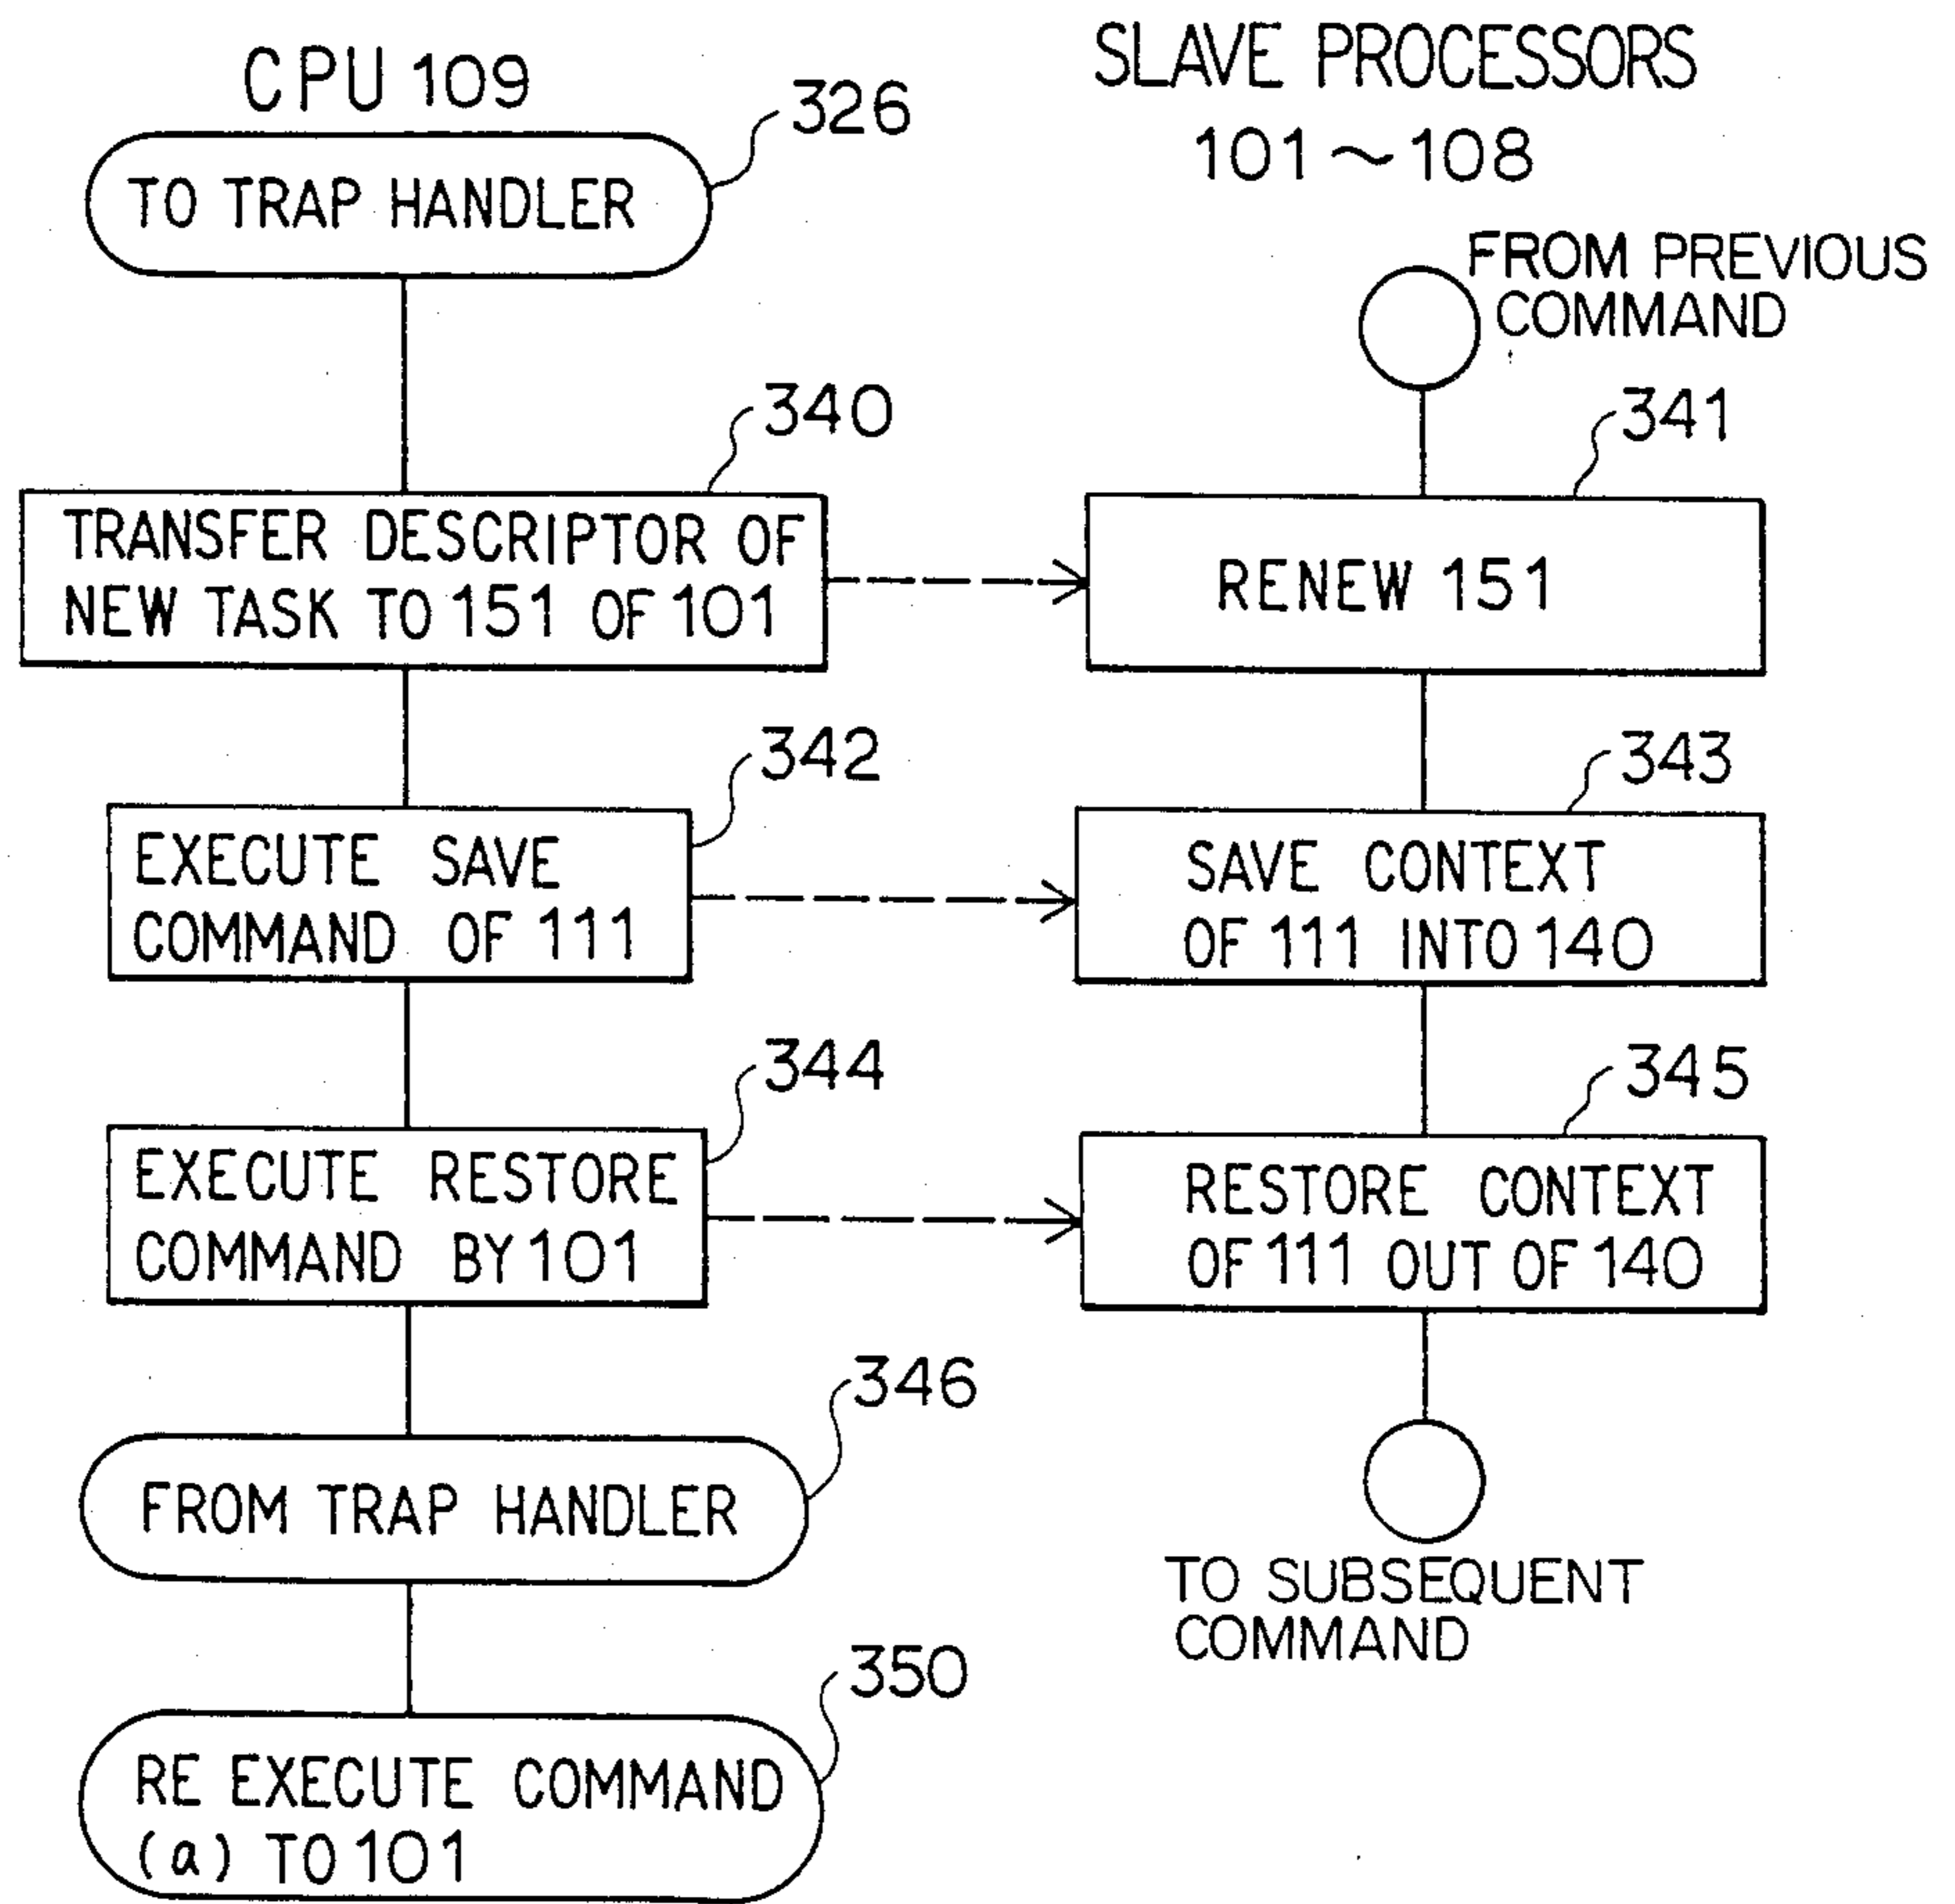 CPU 109
326
TO TRAP HANDLER
SLAVE PROCESSORS
101~108
FROM PREVIOUS
COMMAND
340
TRANSFER DESCRIPTOR OF
NEW TASK TO 151 OF 101
341
RENEW 151
342
EXECUTE SAVE
COMMAND OF 111
343
SAVE CONTEXT
OF 111 INTO 140
344
EXECUTE RESTORE
COMMAND BY 101
345
RESTORE CONTEXT
OF 111 OUT OF 140
346
FROM TRAP HANDLER
TO SUBSEQUENT
COMMAND
350
RE EXECUTE COMMAND
(a) TO 101